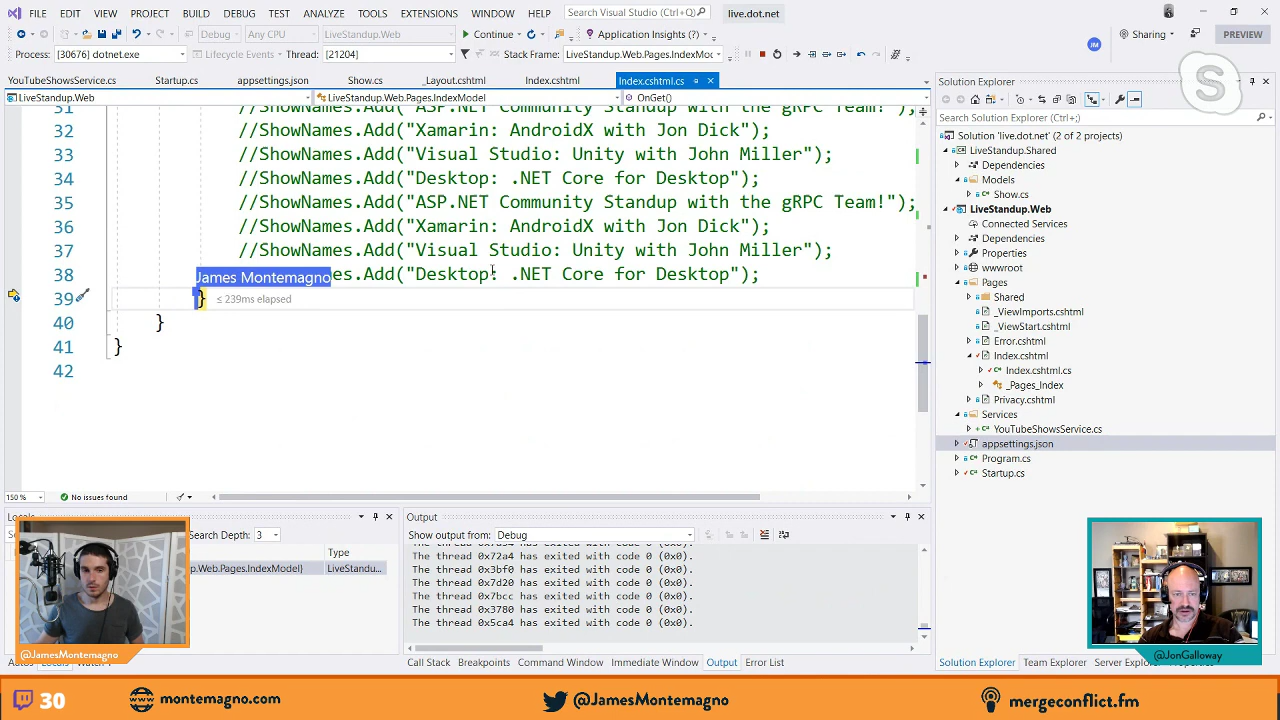 FILE EDIT VIEW PROJECT BUILD DEBUG TEST ANALYZE TOOLS EXTENSIONS WINDOW HELP Search Visual Studio (Ctrl+;) live.dot.net
Debug Any CPU LiveStandup.Web Continue Application Insights (?) Sharing PREVIEW
Process: [30676] dotnet.exe Lifecycle Events Thread: [21204] Stack Frame: LiveStandup.Web.Pages.IndexMod
YouTubeShowsService.cs Startup.cs appsettings.json Show.cs _Layout.cshtml Index.cshtml Index.cshtml.cs
LiveStandup.Web LiveStandup.Web.Pages.IndexModel OnGet()
31 //ShowNames.Add("ASP.NET Community Standup with the gRPC Team!");
32 //ShowNames.Add("Xamarin: AndroidX with Jon Dick");
33 //ShowNames.Add("Visual Studio: Unity with John Miller");
34 //ShowNames.Add("Desktop: .NET Core for Desktop");
35 //ShowNames.Add("ASP.NET Community Standup with the gRPC Team!");
36 //ShowNames.Add("Xamarin: AndroidX with Jon Dick");
37 //ShowNames.Add("Visual Studio: Unity with John Miller");
38 James Montemagno es.Add("Desktop: .NET Core for Desktop");
39 } ≤ 239ms elapsed
40 }
41 }
42
150 % No issues found
Solution Explorer
Search Solution Explorer (Ctrl+;)
Solution 'live.dot.net' (2 of 2 projects)
LiveStandup.Shared
Dependencies
Models
Show.cs
LiveStandup.Web
Connected Services
Dependencies
Properties
wwwroot
Pages
Shared
_ViewImports.cshtml
_ViewStart.cshtml
Error.cshtml
Index.cshtml
Index.cshtml.cs
_Pages_Index
Privacy.cshtml
Services
YouTubeShowsService.cs
appsettings.json
Program.cs
Startup.cs
Search Depth: 3
Type
p.Web.Pages.IndexModel} LiveStandu...
Output
Show output from: Debug
The thread 0x72a4 has exited with code 0 (0x0).
The thread 0x3bf0 has exited with code 0 (0x0).
The thread 0x7d20 has exited with code 0 (0x0).
The thread 0x7bcc has exited with code 0 (0x0).
The thread 0x3780 has exited with code 0 (0x0).
The thread 0x5ca4 has exited with code 0 (0x0).
Call Stack Breakpoints Command Window Immediate Window Output Error List
Solution Explorer Team Explorer Server Explor
@JamesMontemagno
@JonGalloway
30 montemagno.com @JamesMontemagno mergeconflict.fm